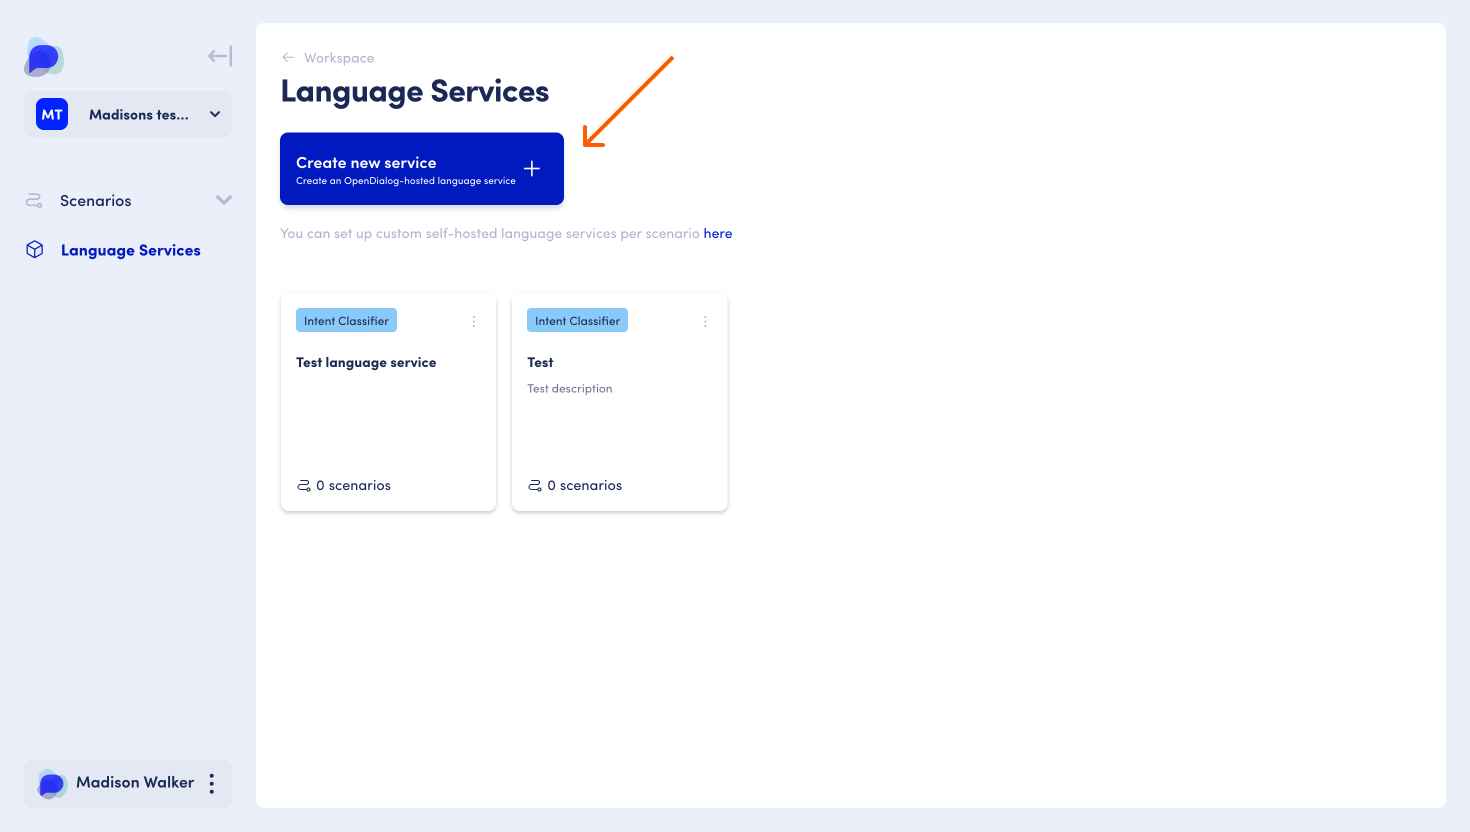 MT
Madisons tes...
Scenarios
Language Services
Madison Walker
Workspace
Language Services
Create new service
Create an OpenDialog-hosted language service
You can set up custom self-hosted language services per scenario here
Intent Classifier
Test language service
0 scenarios
Intent Classifier
Test
Test description
0 scenarios